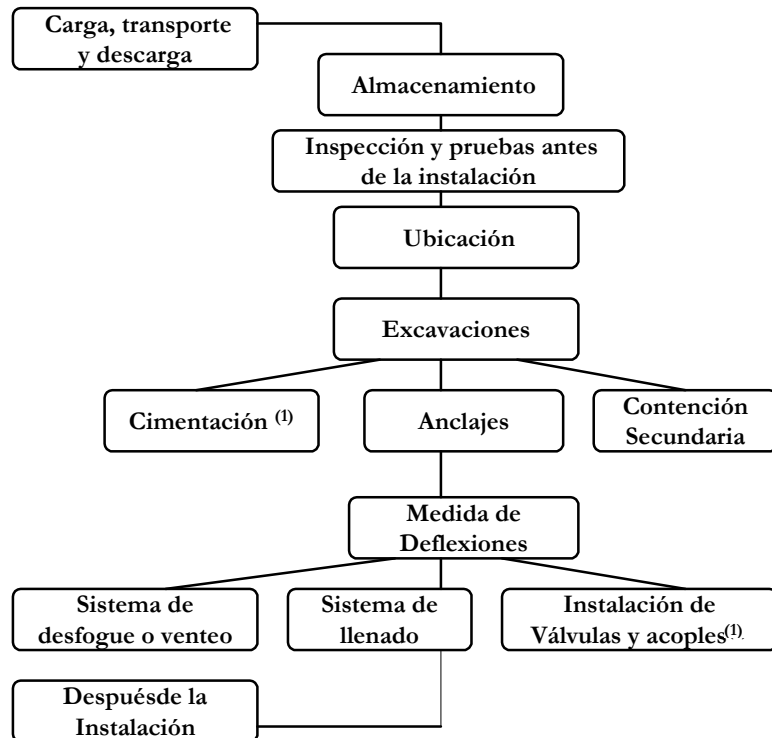 Carga, transporte
y descarga
Almacenamiento
Inspección y pruebas antes
de la instalación
Ubicación
Excavaciones
Cimentación (1)
Anclajes
Contención
Secundaria
Medida de
Deflexiones
Sistema de
desfogue o venteo
Sistema de
llenado
Instalación de
Válvulas y acoples(1).
Despuésde la
Instalación